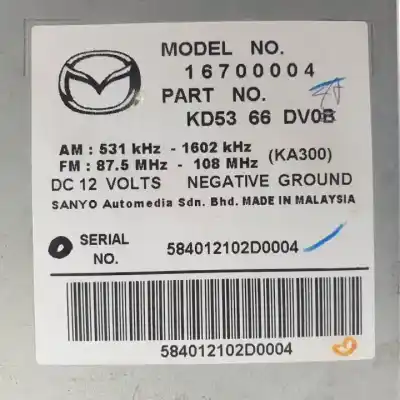 MODEL NO.
16700004
PART NO.
KD53 66 DV0B
AM : 531 kHz - 1602 kHz
FM : 87.5 MHz - 108 MHz (KA300)
DC 12 VOLTS NEGATIVE GROUND
SANYO Automedia Sdn. Bhd. MADE IN MALAYSIA
SERIAL NO. 584012102D0004
584012102D0004